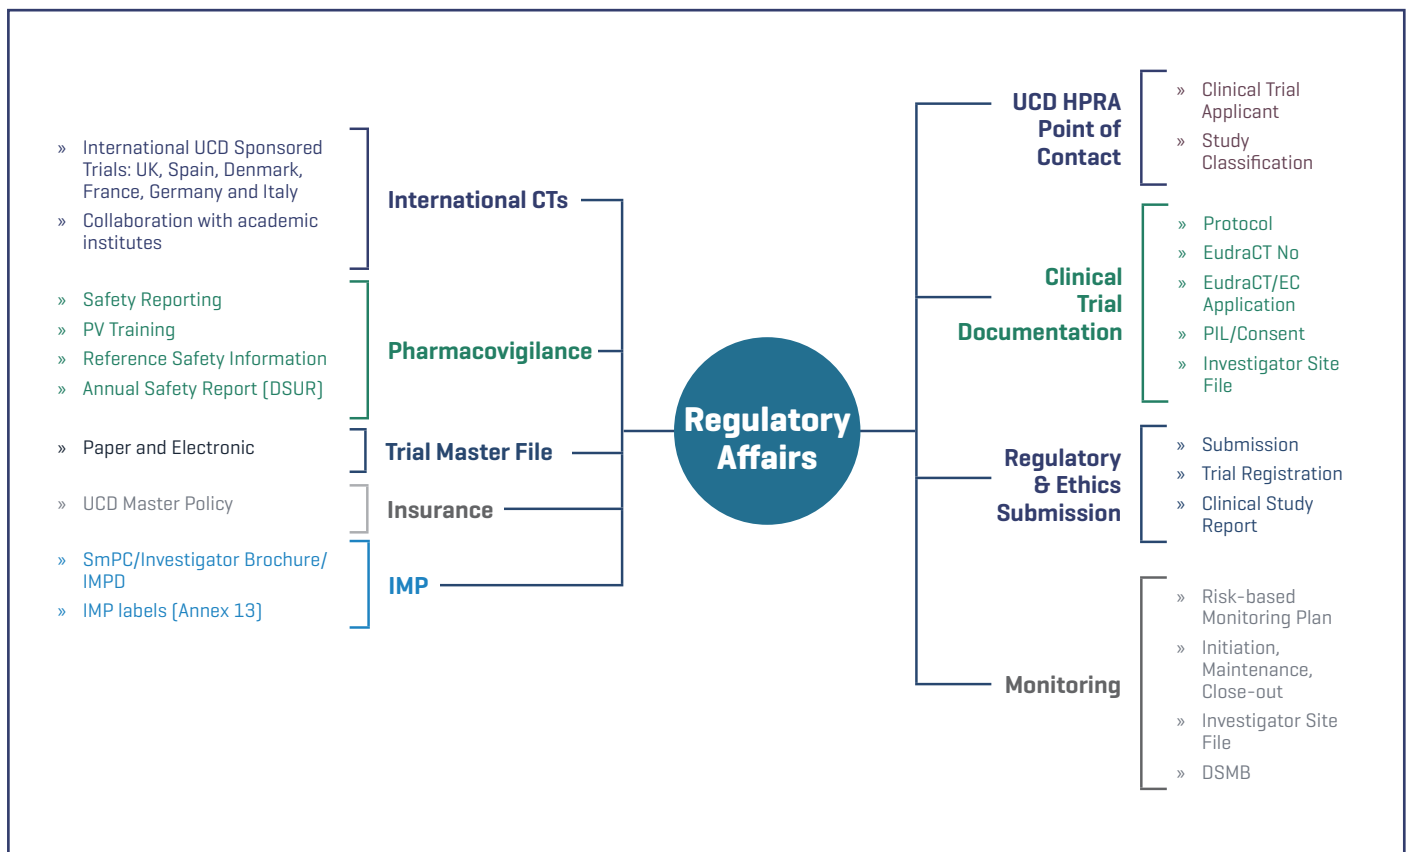 » International UCD Sponsored
Trials: UK, Spain, Denmark,
France, Germany and Italy
» Collaboration with academic
institutes
International CTs
» Safety Reporting
» PV Training
» Reference Safety Information
» Annual Safety Report (DSUR)
Pharmacovigilance
» Paper and Electronic
Trial Master File
» UCD Master Policy
Insurance
» SmPC/Investigator Brochure/
IMPD
» IMP labels (Annex 13)
IMP
Regulatory
Affairs
UCD HPRA
Point of
Contact
» Clinical Trial
Applicant
» Study
Classification
Clinical
Trial
Documentation
» Protocol
» EudraCT No
» EudraCT/EC
Application
» PIL/Consent
» Investigator Site
File
Regulatory
& Ethics
Submission
» Submission
» Trial Registration
» Clinical Study
Report
Monitoring
» Risk-based
Monitoring Plan
» Initiation,
Maintenance,
Close-out
» Investigator Site
File
» DSMB